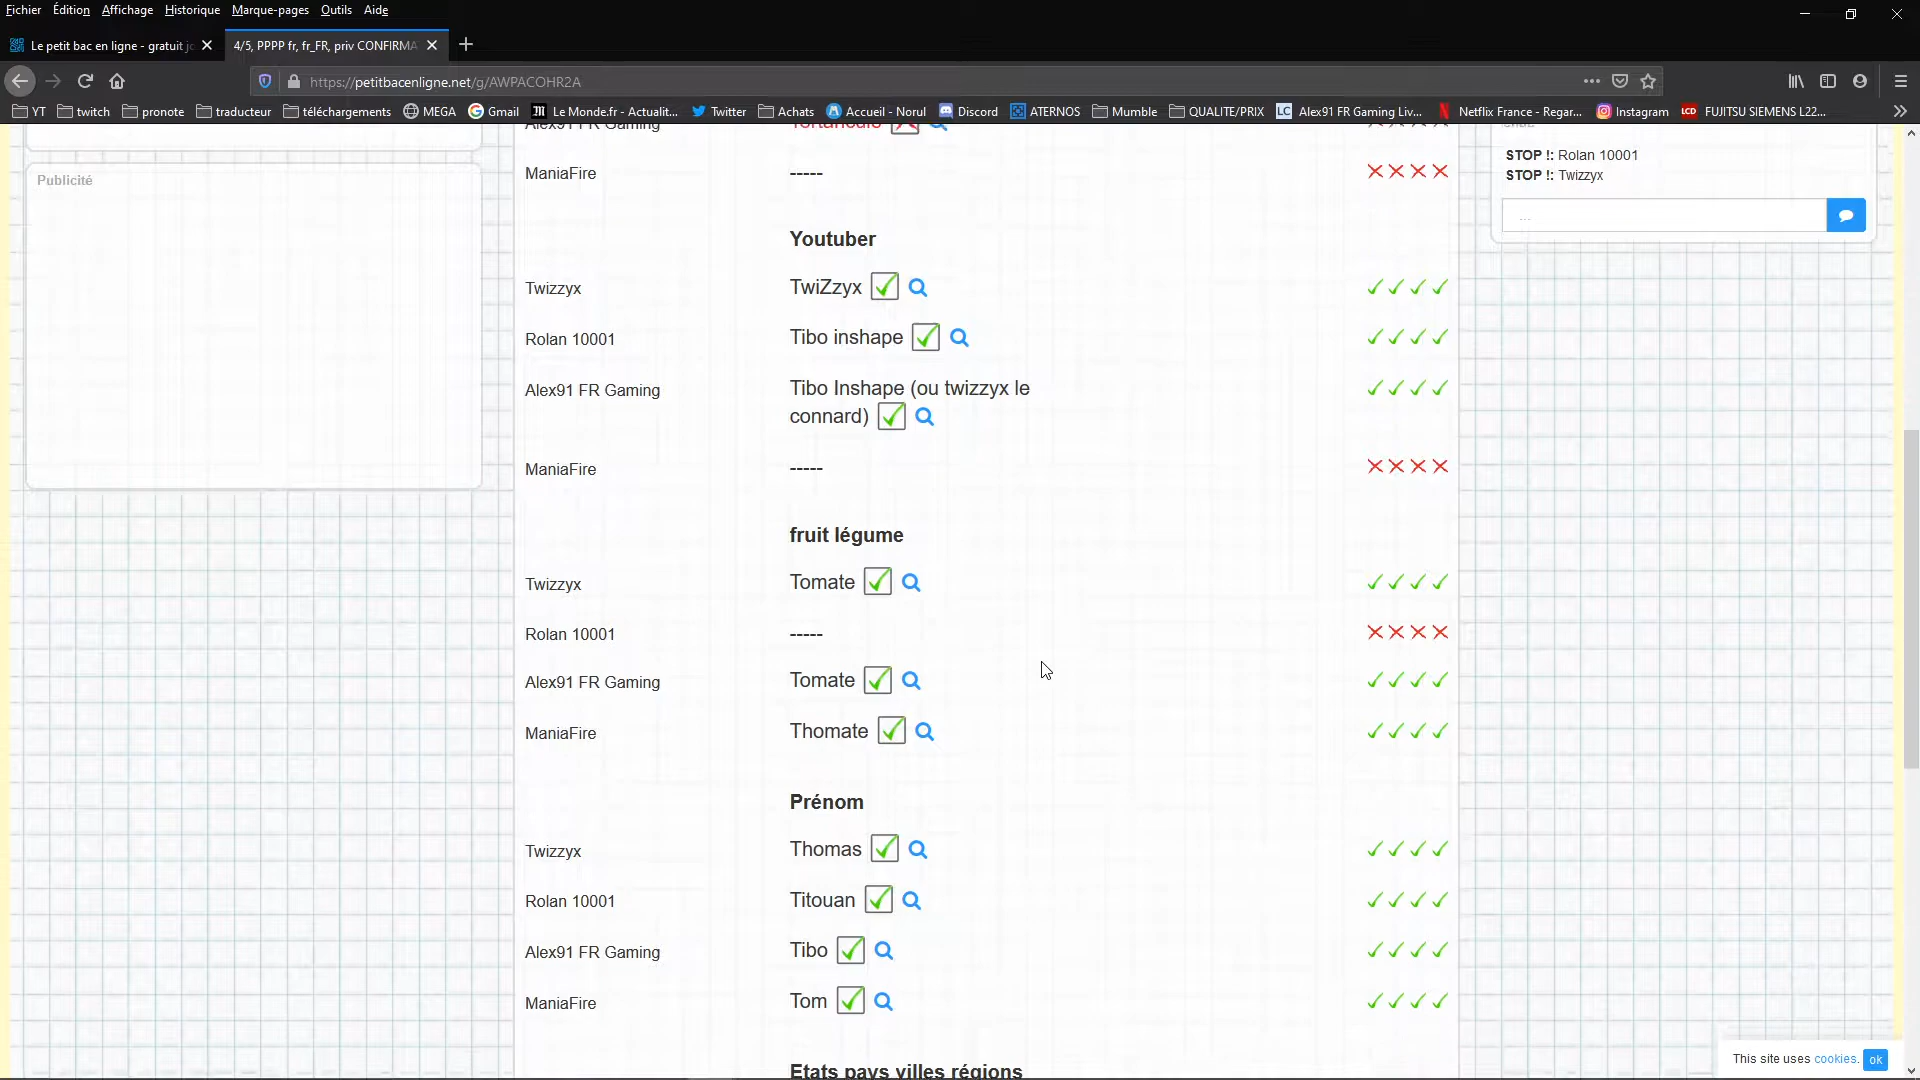 Fichier Édition Affichage Historique Marque-pages Outils Aide
Le petit bac en ligne - gratuit jo
4/5, PPPP fr, fr_FR, priv CONFIRMA
https://petitbacenligne.net/g/AWPACOHR2A
YT twitch pronote traducteur téléchargements MEGA Gmail Le Monde.fr - Actualit... Twitter Achats Accueil - Norul Discord ATERNOS Mumble QUALITE/PRIX Alex91 FR Gaming Liv... Netflix France - Regar... Instagram FUJITSU SIEMENS L22...
Alex91 FR Gaming
ManiaFire -----
Publicité
Youtuber
Twizzyx TwiZzyx
Rolan 10001 Tibo inshape
Alex91 FR Gaming Tibo Inshape (ou twizzyx le
connard)
ManiaFire -----
fruit légume
Twizzyx Tomate
Rolan 10001 -----
Alex91 FR Gaming Tomate
ManiaFire Thomate
Prénom
Twizzyx Thomas
Rolan 10001 Titouan
Alex91 FR Gaming Tibo
ManiaFire Tom
Etats pays villes régions
STOP !: Rolan 10001
STOP !: Twizzyx
...
This site uses cookies. ok